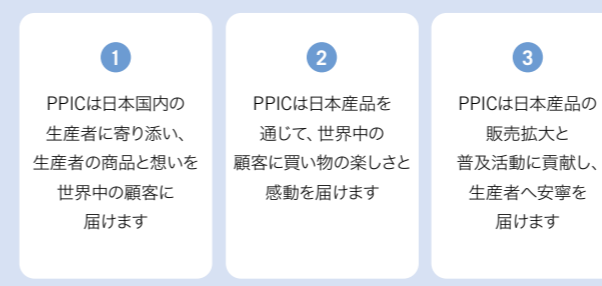 1
PPICは日本国内の
生産者に寄り添い、
生産者の商品と想いを
世界中の顧客に
届けます
2
PPICは日本産品を
通じて、世界中の
顧客に買い物の楽しさと
感動を届けます
3
PPICは日本産品の
販売拡大と
普及活動に貢献し、
生産者へ安寧を
届けます